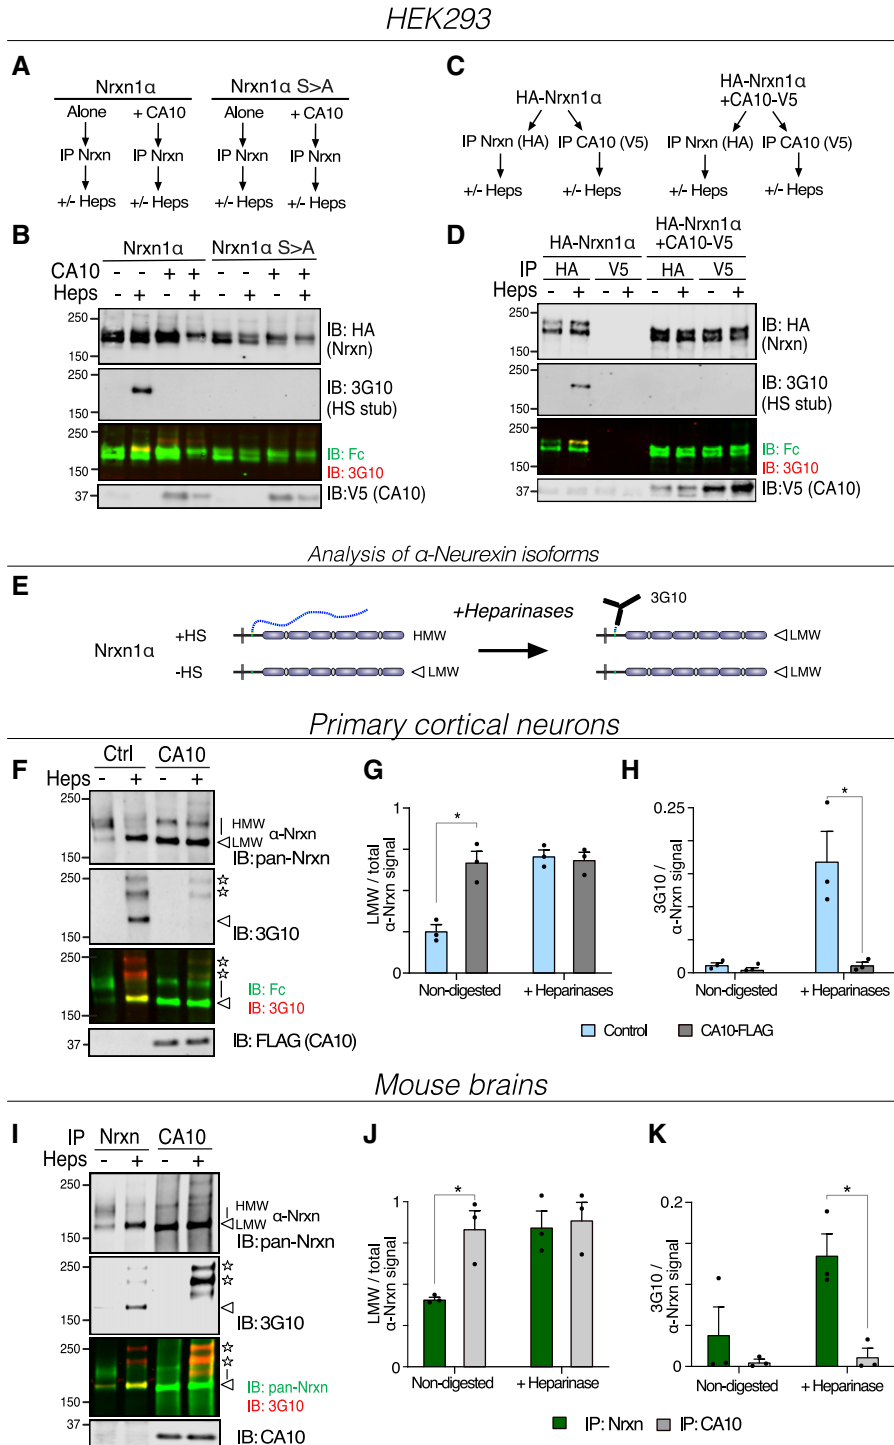 HEK293
A
Nrxn1α Nrxn1α S>A
Alone + CA10 Alone + CA10
IP Nrxn IP Nrxn IP Nrxn IP Nrxn
+/- Heps +/- Heps +/- Heps +/- Heps
C
HA-Nrxn1α HA-Nrxn1α
+CA10-V5
IP Nrxn (HA) IP CA10 (V5) IP Nrxn (HA) IP CA10 (V5)
+/- Heps +/- Heps +/- Heps +/- Heps
B
Nrxn1α Nrxn1α S>A
CA10 - - + + - - + +
Heps - + - + - + - +
250
150
IB: HA
(Nrxn)
250
150
IB: 3G10
(HS stub)
250
150
IB: Fc
IB: 3G10
37
IB:V5 (CA10)
D
HA-Nrxn1α HA-Nrxn1α
+CA10-V5
IP HA V5 HA V5
Heps - + - + - + - +
250
150
IB: HA
(Nrxn)
250
150
IB: 3G10
(HS stub)
250
150
IB: Fc
IB: 3G10
37
IB:V5 (CA10)
Analysis of α-Neurexin isoforms
E
Nrxn1α
+HS
HMW
-HS
LMW
+Heparinases
3G10
LMW
LMW
Primary cortical neurons
F
Ctrl CA10
Heps - + - +
250
150
HMW
LMW
α-Nrxn
IB:pan-Nrxn
250
150
IB:3G10
250
150
IB: Fc
IB: 3G10
37
IB: FLAG (CA10)
G
LMW / total
α-Nrxn signal
1
0
*
Non-digested + Heparinases
H
3G10 /
α-Nrxn signal
0.25
0
*
Non-digested + Heparinases
Control CA10-FLAG
Mouse brains
I
IP Nrxn CA10
Heps - + - +
250
150
HMW
LMW
α-Nrxn
IB:pan-Nrxn
250
150
IB: 3G10
250
150
IB: pan-Nrxn
IB: 3G10
37
IB: CA10
J
LMW / total
α-Nrxn signal
1
0
*
Non-digested + Heparinase
K
3G10 /
α-Nrxn signal
0.2
0
*
Non-digested + Heparinase
IP: Nrxn IP: CA10